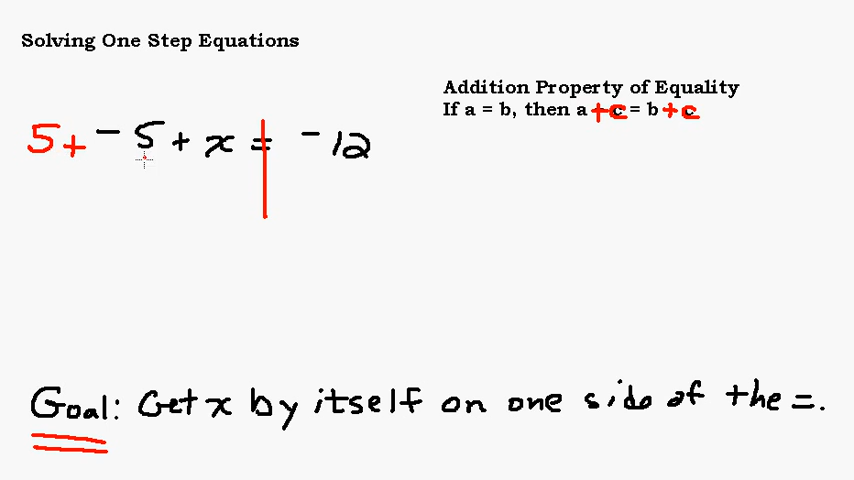 Solving One Step Equations
Addition Property of Equality
If a = b, then a + c = b + c
5 + - 5 + x = - 12
Goal: Get x by itself on one side of the =.